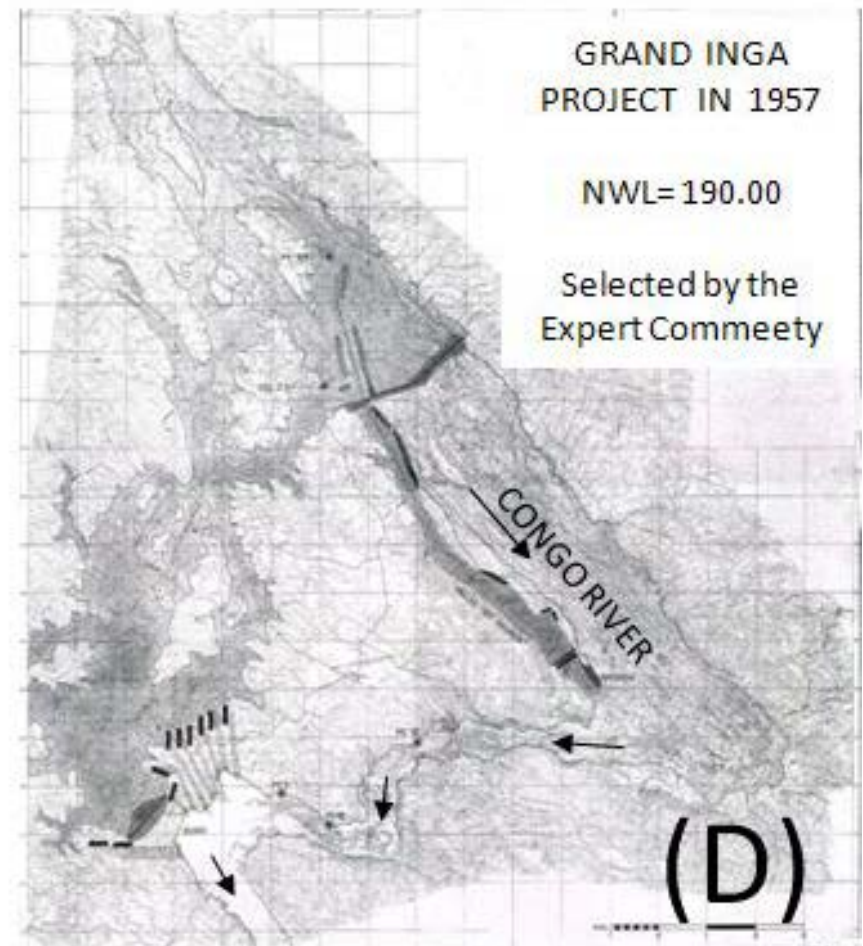 GRAND INGA
PROJECT IN 1957
NWL= 190.00
Selected by the
Expert Commeety
CONGO RIVER
(D)